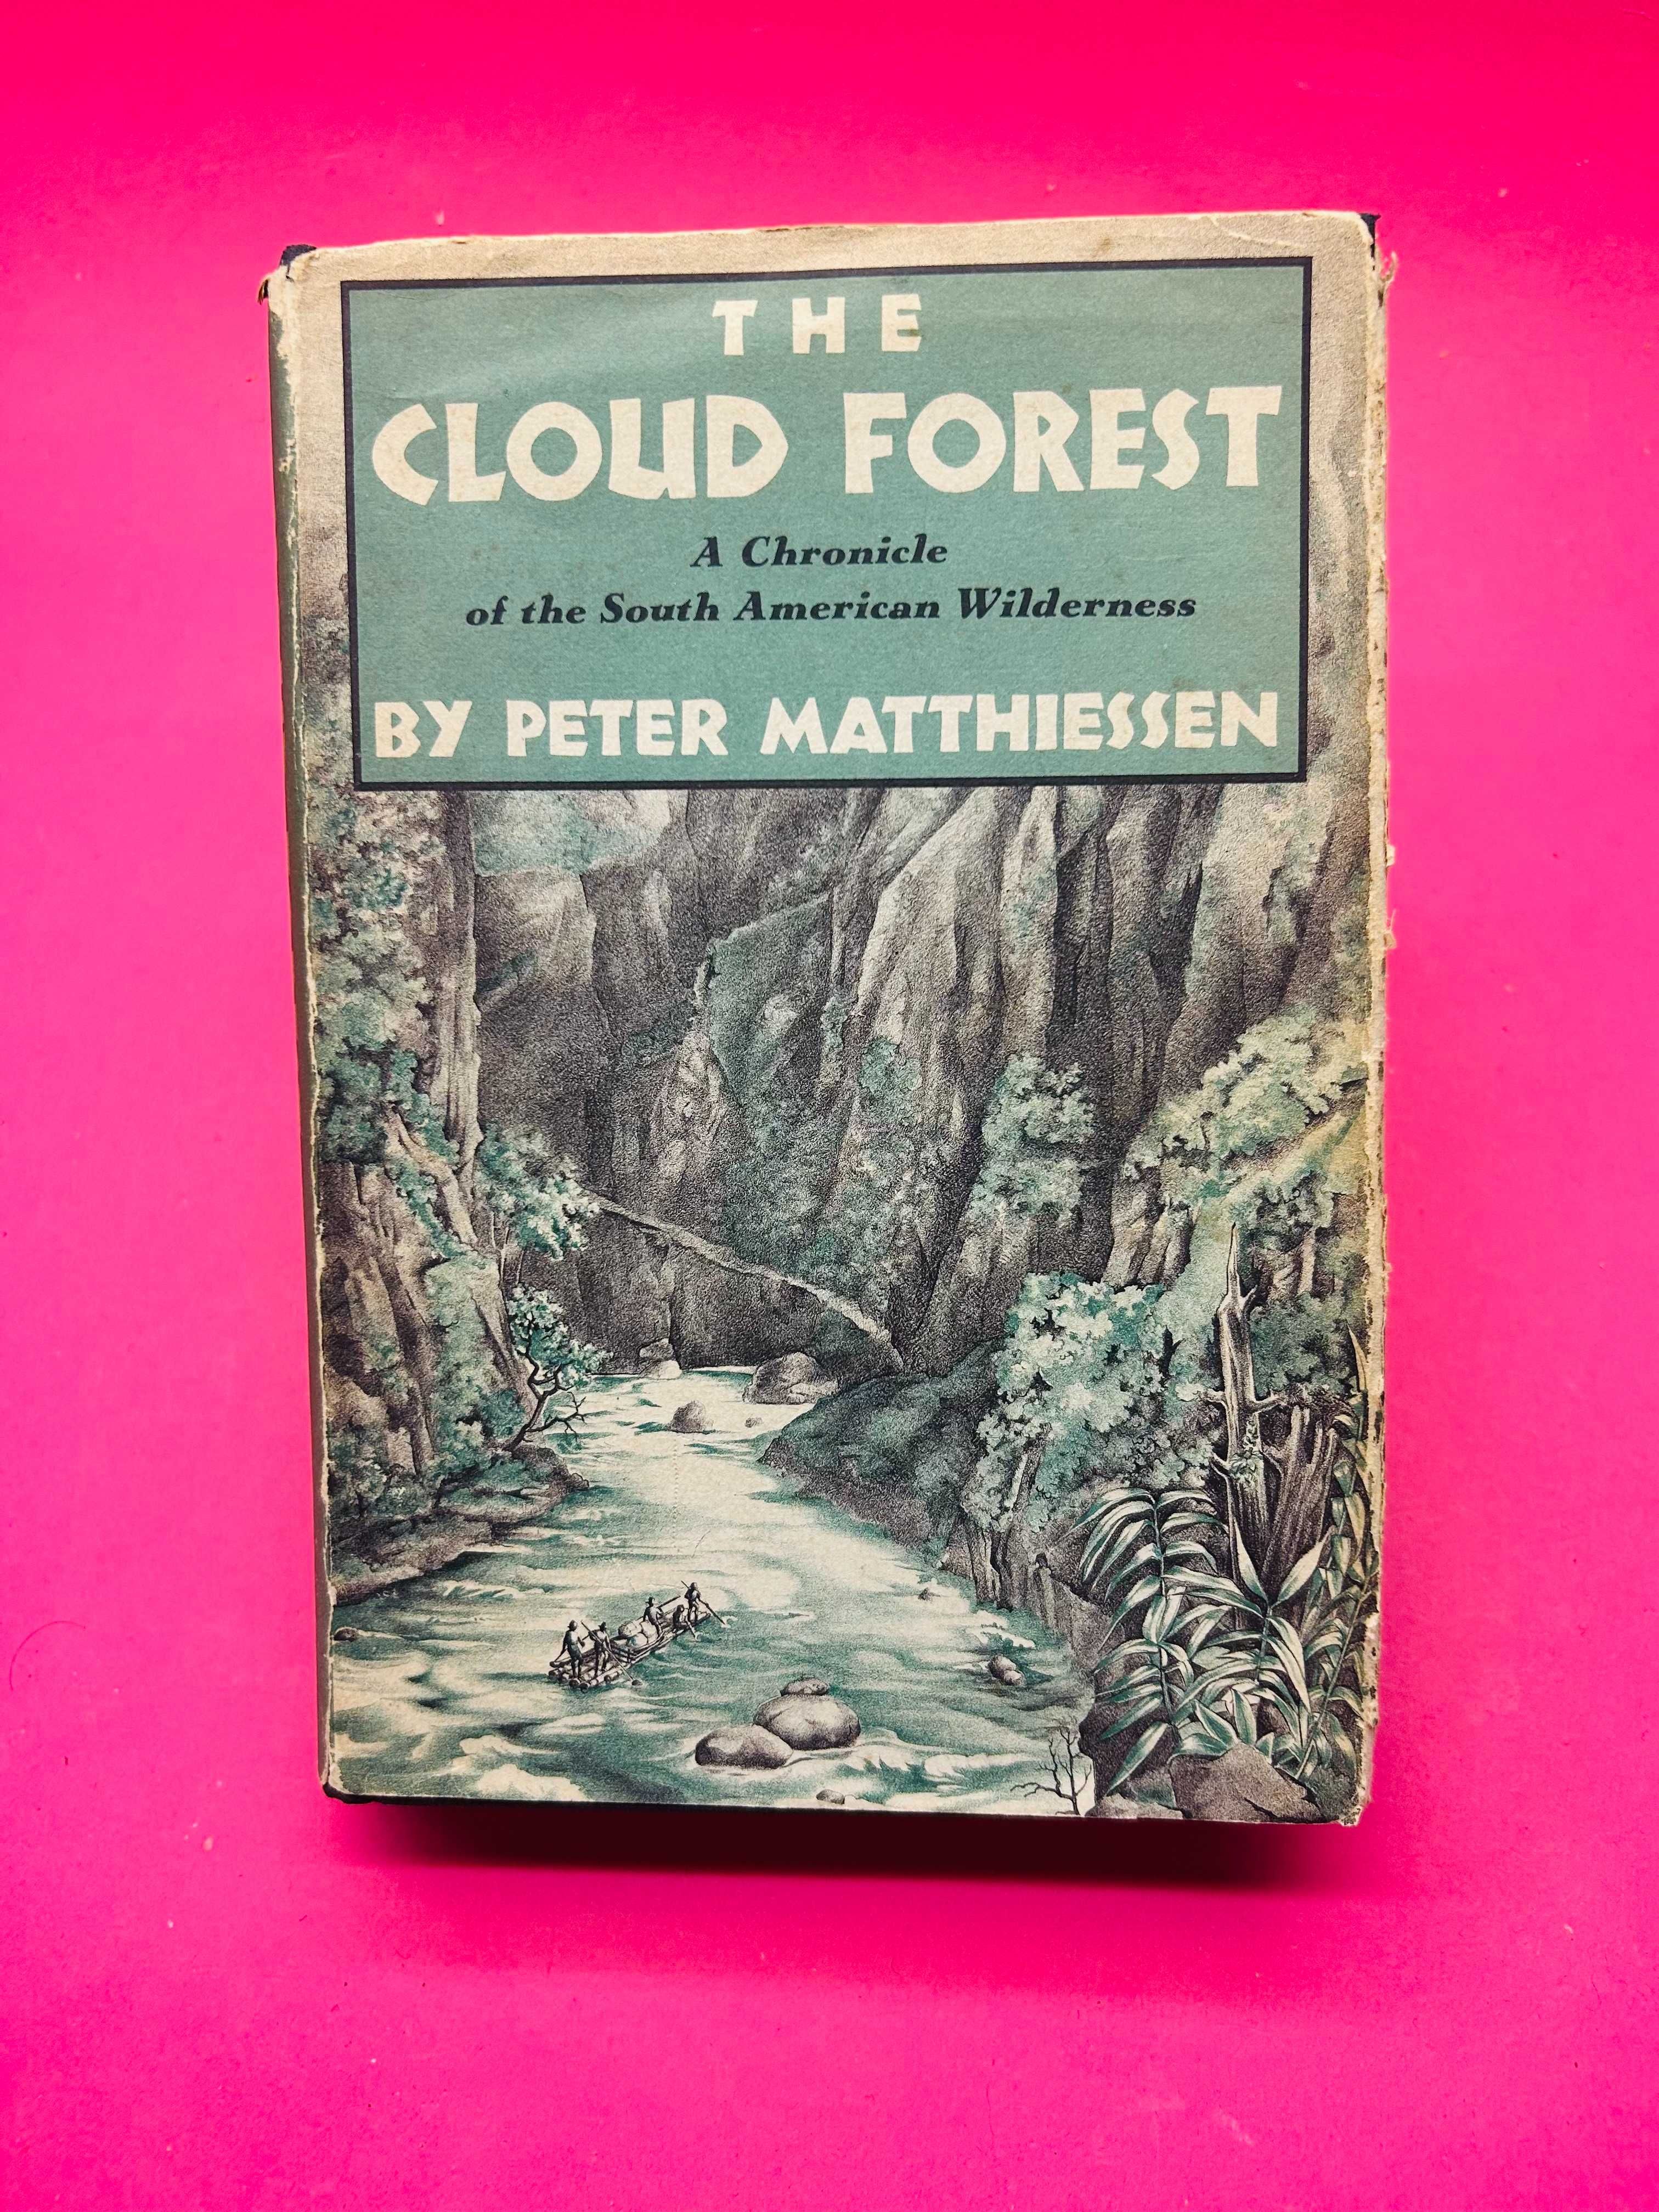 THE
CLOUD FOREST
A Chronicle
of the South American Wilderness
BY PETER MATTHIESSEN